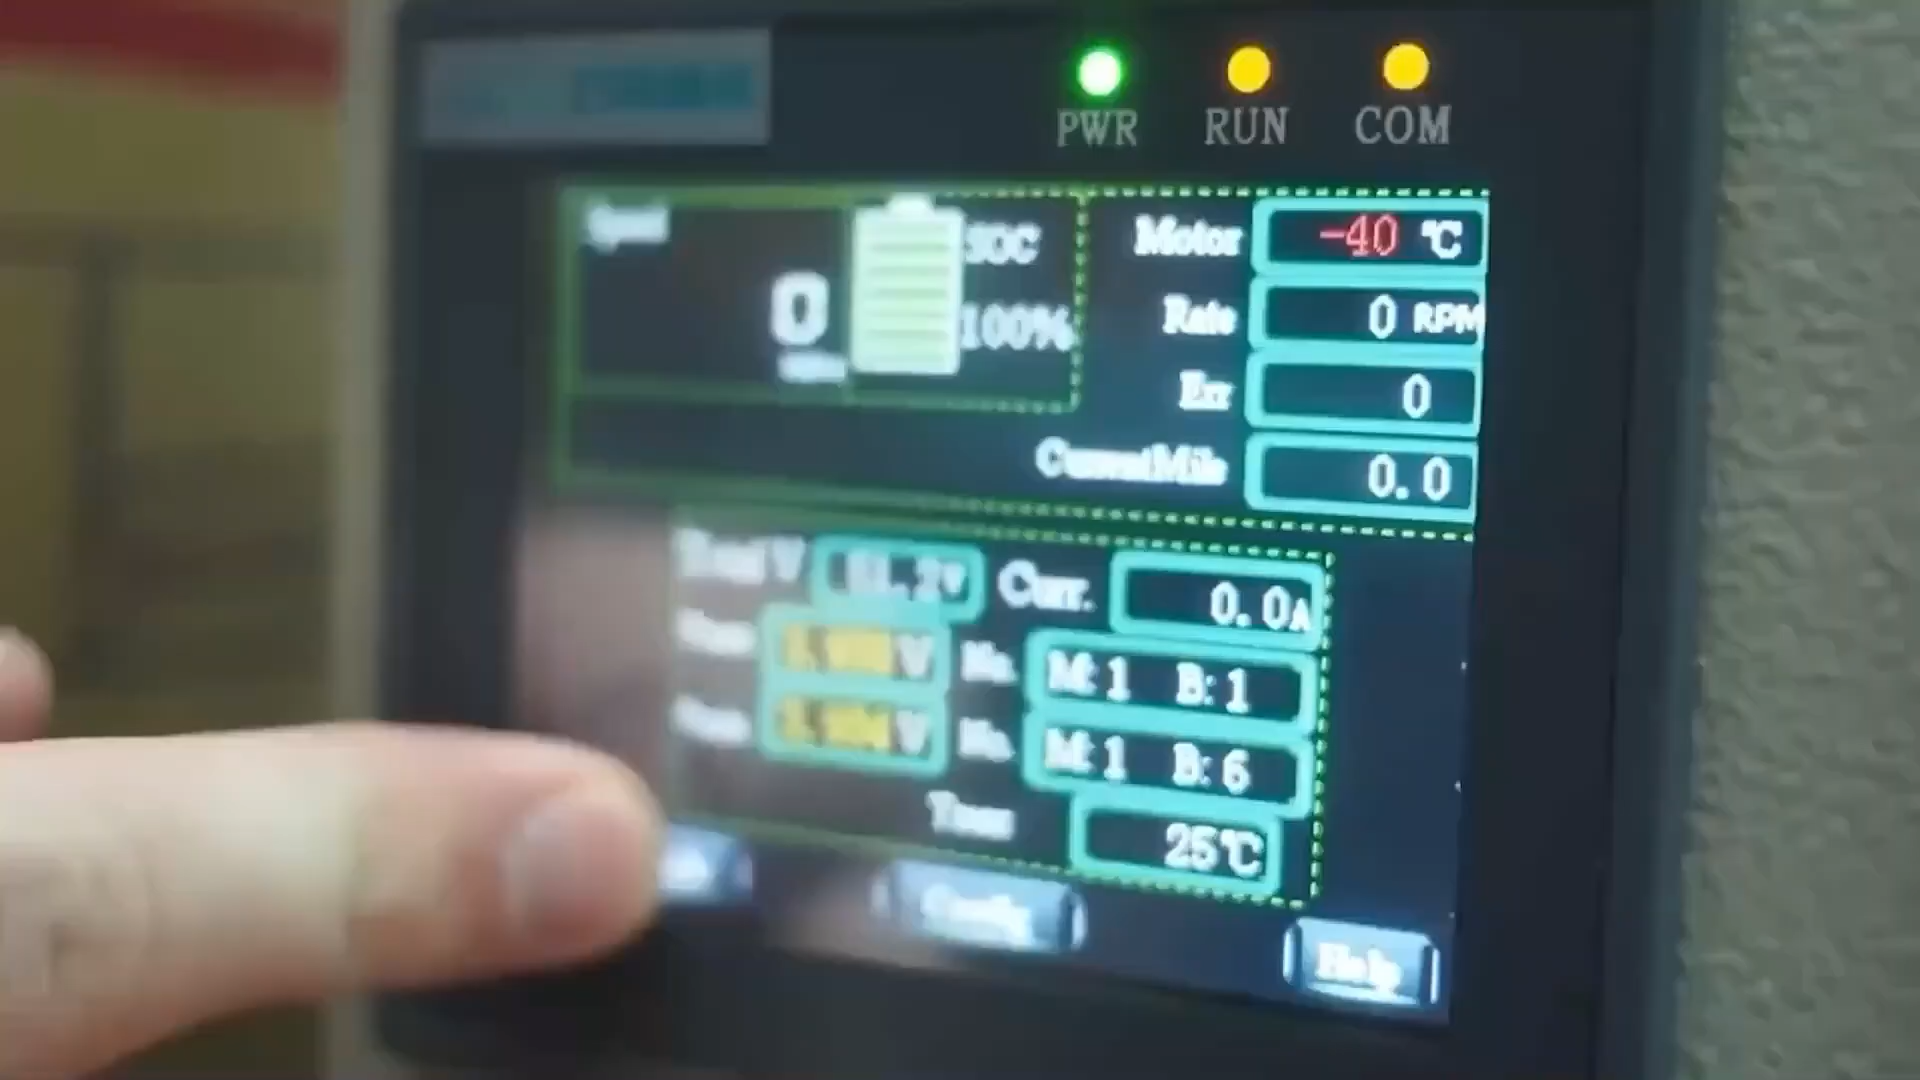 PWR RUN COM
Speed
SOC
Motor -40 ℃
0
100%
Rate 0 RPM
Err 0
CurrentMile 0.0
Total V Curr. 0.0A
V No. M:1 B:1
V No. M:1 B:6
25℃
Config
Help